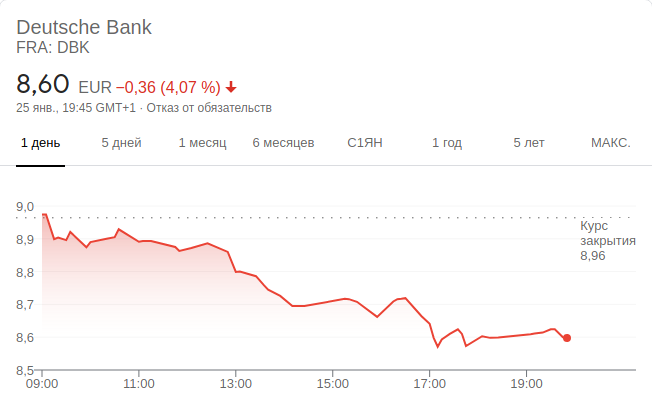 Deutsche Bank
FRA: DBK
8,60 EUR −0,36 (4,07 %)
25 янв., 19:45 GMT+1 · Отказ от обязательств
1 день 5 дней 1 месяц 6 месяцев С1ЯН 1 год 5 лет МАКС.
9,0
Курс
закрытия
8,96
8,9
8,8
8,7
8,6
8,5
09:00 11:00 13:00 15:00 17:00 19:00